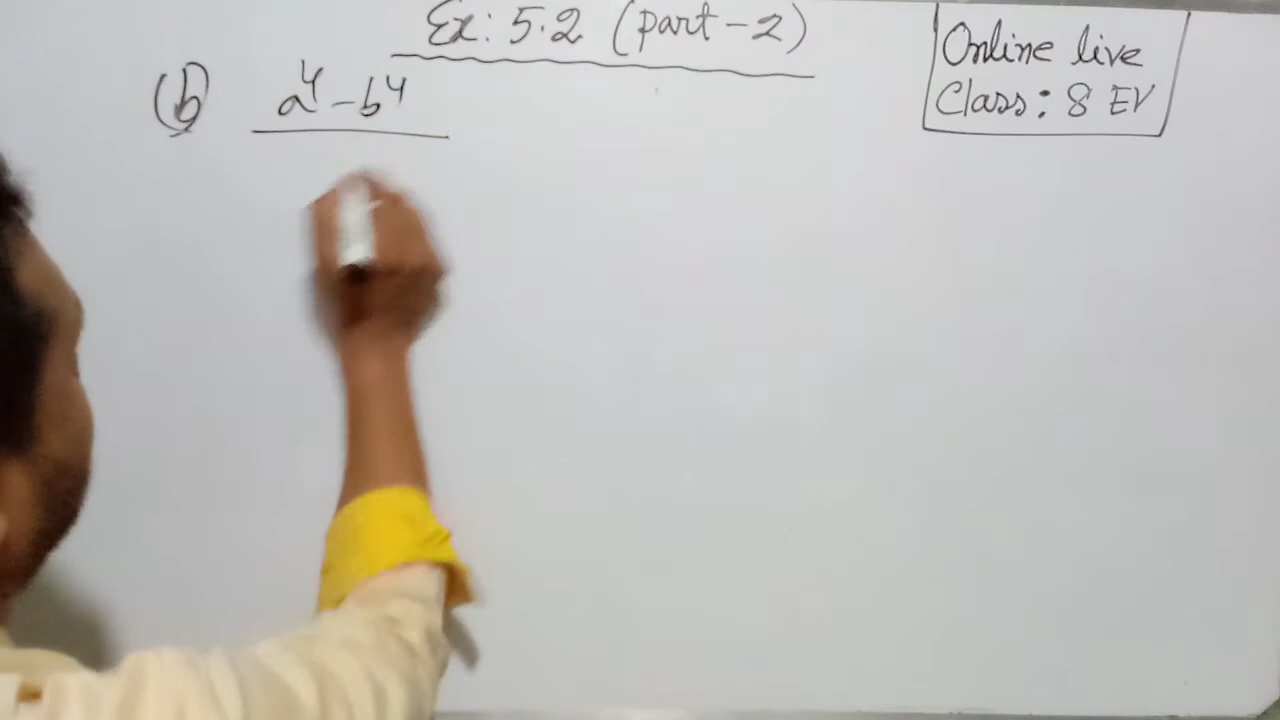 Ex: 5.2 (part-2)
Online live
Class: 8 EV
(b) a⁴-b⁴